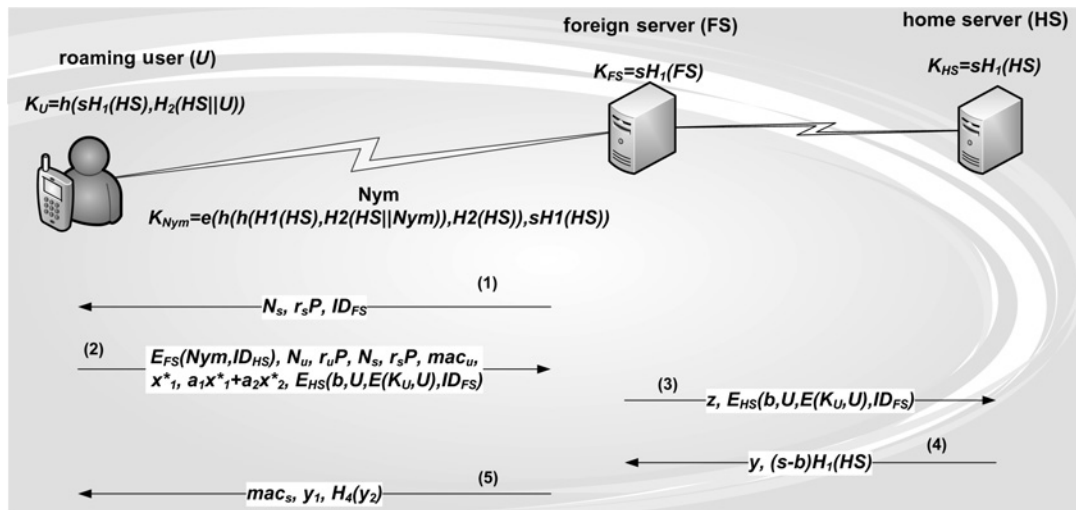 foreign server (FS)
home server (HS)
roaming user (U)
K_FS=sH_1(FS)
K_HS=sH_1(HS)
K_U=h(sH_1(HS),H_2(HS||U))
Nym
K_Nym=e(h(h(H1(HS),H2(HS||Nym)),H2(HS)),sH1(HS))
(1)
N_s, r_sP, ID_FS
(2)
E_FS(Nym,ID_HS), N_u, r_uP, N_s, r_sP, mac_u,
x*_1, a_1x*_1+a_2x*_2, E_HS(b,U,E(K_U,U),ID_FS)
(3)
z, E_HS(b,U,E(K_U,U),ID_FS)
(4)
y, (s-b)H_1(HS)
(5)
mac_s, y_1, H_4(y_2)